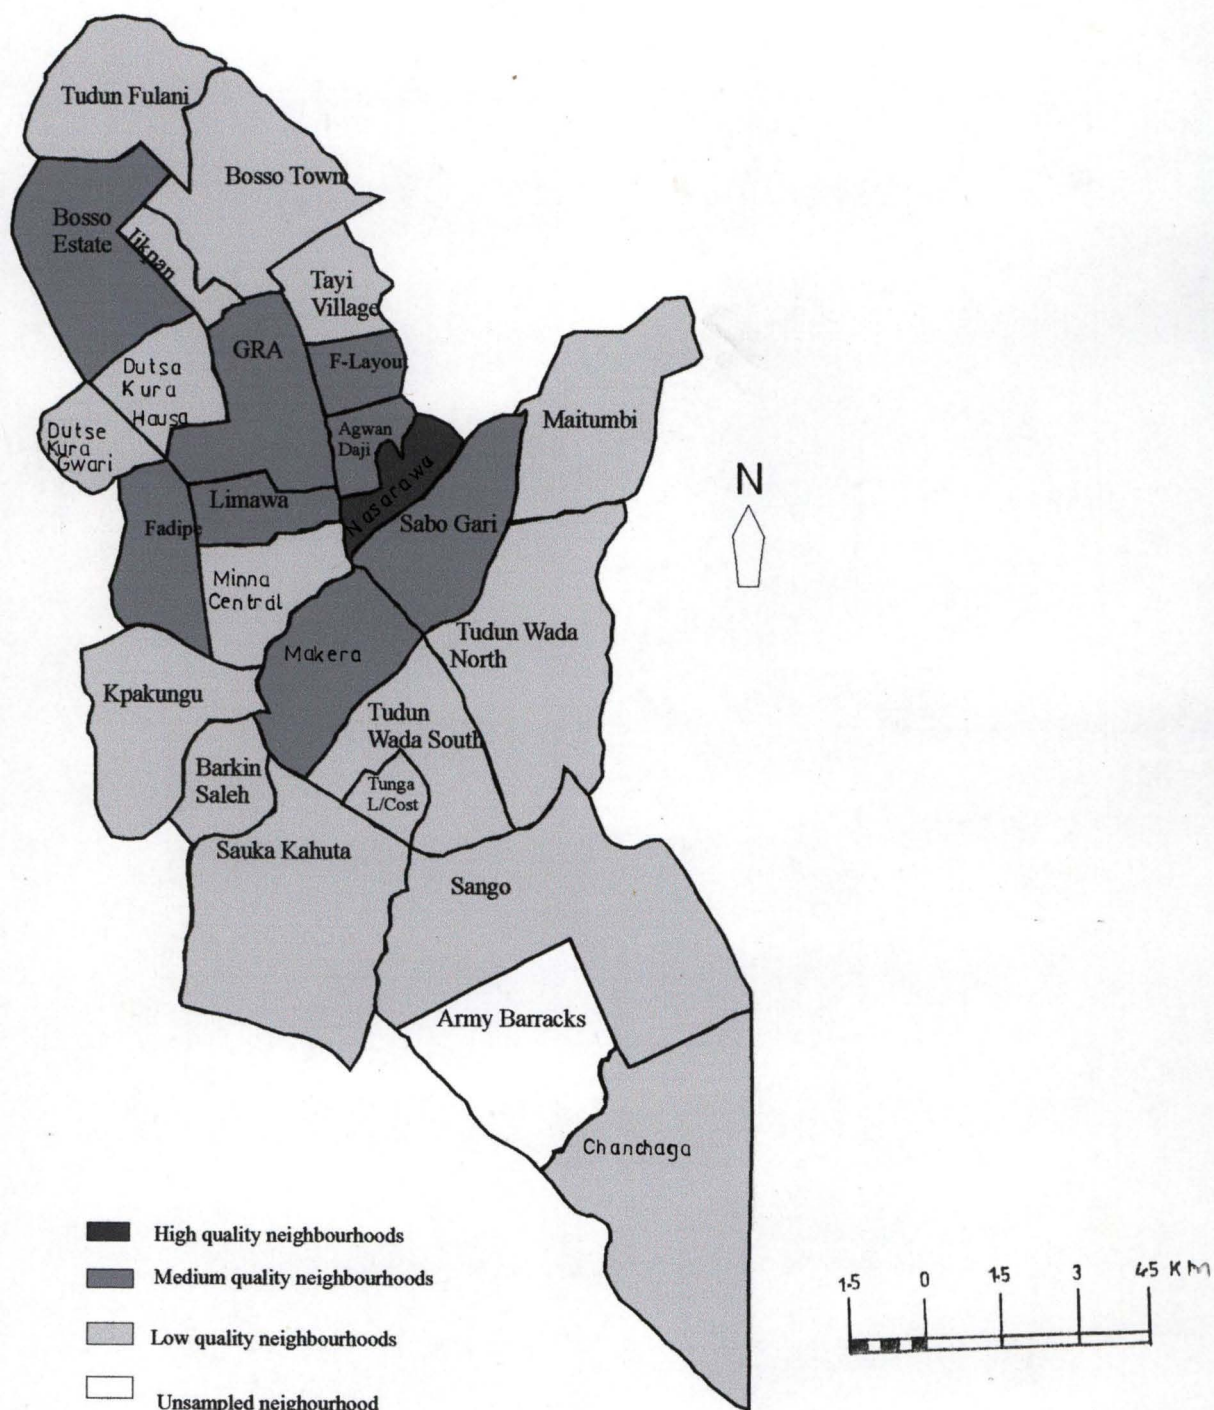 Tudun Fulani
Bosso Town
Bosso
Estate
Jikpan
Tayi
Village
GRA
F-Layout
Dutsa
Kura
Hausa
Maitumbi
Agwan
Daji
Dutse
Kura
Gwari
Nasarawa
N
Limawa
Sabo Gari
Fadipe
Minna
Central
Tudun Wada
North
Makera
Kpakungu
Tudun
Wada South
Barkin
Saleh
Tunga
L/Cost
Sauka Kahuta
Sango
Army Barracks
Chanchaga
High quality neighbourhoods
Medium quality neighbourhoods
Low quality neighbourhoods
Unsampled neighourhood
1.5 0 1.5 3 4.5 KM